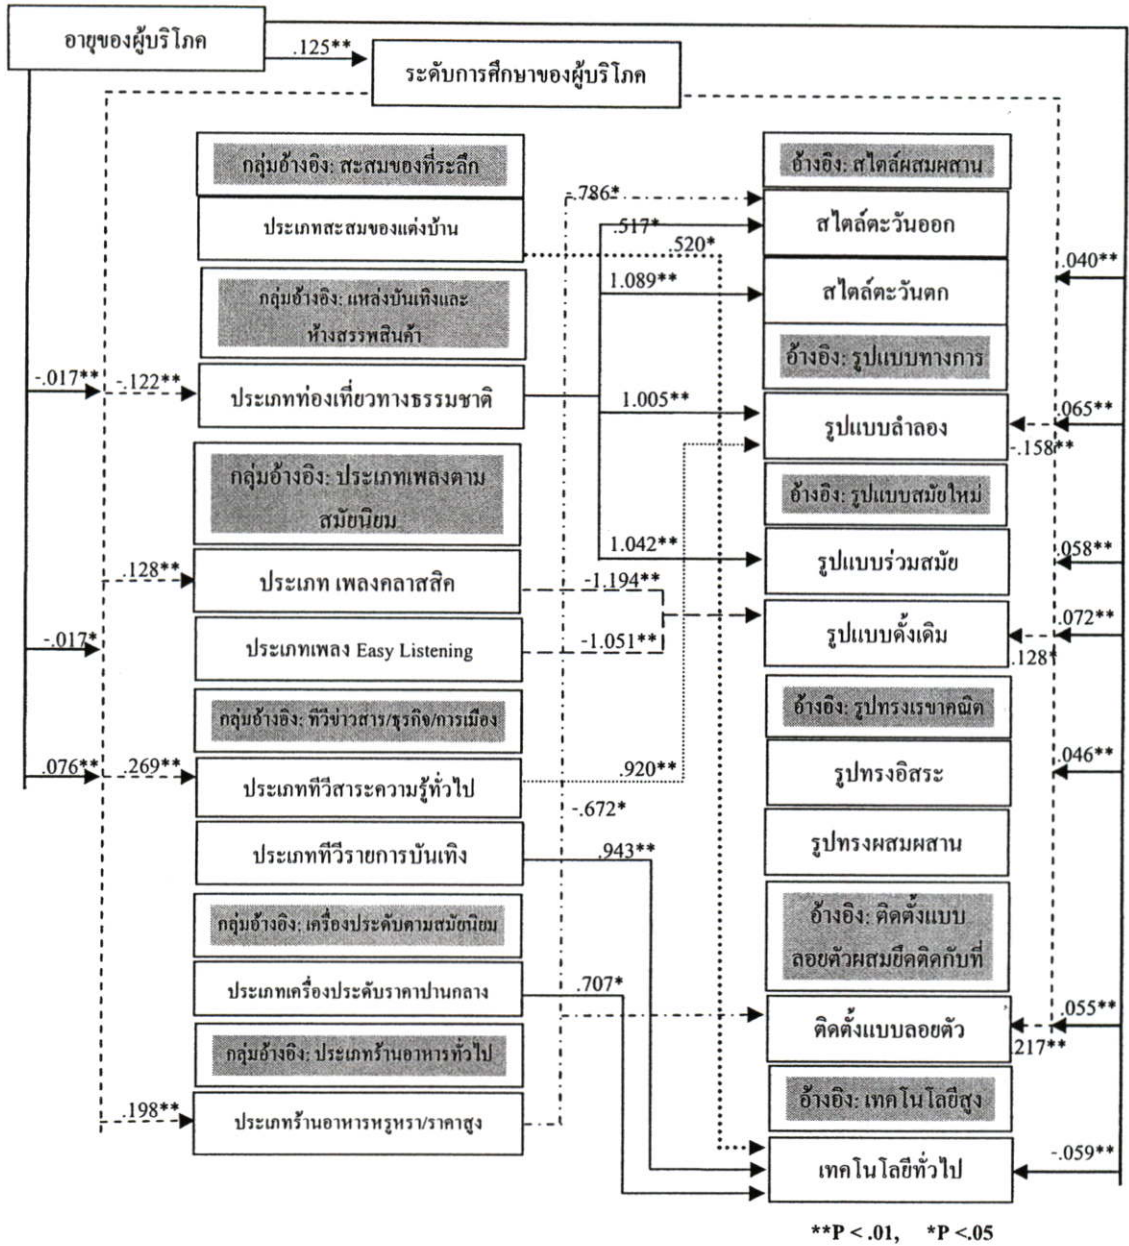 อายุของผู้บริโภค
.125**
ระดับการศึกษาของผู้บริโภค
กลุ่มอ้างอิง: สะสมของที่ระลึก
ประเภทสะสมของแต่งบ้าน
กลุ่มอ้างอิง: แหล่งบันเทิงและ
ห้างสรรพสินค้า
-.017**
-.122**
ประเภทท่องเที่ยวทางธรรมชาติ
กลุ่มอ้างอิง: ประเภทเพลงตาม
สมัยนิยม
.128**
ประเภท เพลงคลาสสิค
-1.194**
-.017*
ประเภทเพลง Easy Listening
-1.051**
กลุ่มอ้างอิง: ทีวีข่าวสาร/ธุรกิจ/การเมือง
.076**
.269**
ประเภททีวีสาระความรู้ทั่วไป
.920**
-.672*
ประเภททีวีรายการบันเทิง
.943**
กลุ่มอ้างอิง: เครื่องประดับตามสมัยนิยม
ประเภทเครื่องประดับราคาปานกลาง
.707*
กลุ่มอ้างอิง: ประเภทร้านอาหารทั่วไป
.198**
ประเภทร้านอาหารหรูหรา/ราคาสูง
อ้างอิง: สไตล์ผสมผสาน
-.786*
.517*
.520*
สไตล์ตะวันออก
.040**
1.089**
สไตล์ตะวันตก
อ้างอิง: รูปแบบทางการ
1.005**
รูปแบบลำลอง
.065**
-.158**
อ้างอิง: รูปแบบสมัยใหม่
1.042**
รูปแบบร่วมสมัย
.058**
รูปแบบดั้งเดิม
.072**
.128*
อ้างอิง: รูปทรงเรขาคณิต
รูปทรงอิสระ
.046**
รูปทรงผสมผสาน
อ้างอิง: ติดตั้งแบบ
ลอยตัวผสมยึดติดกับที่
ติดตั้งแบบลอยตัว
.055**
.217**
อ้างอิง: เทคโนโลยีสูง
เทคโนโลยีทั่วไป
-.059**
**P < .01, *P <.05